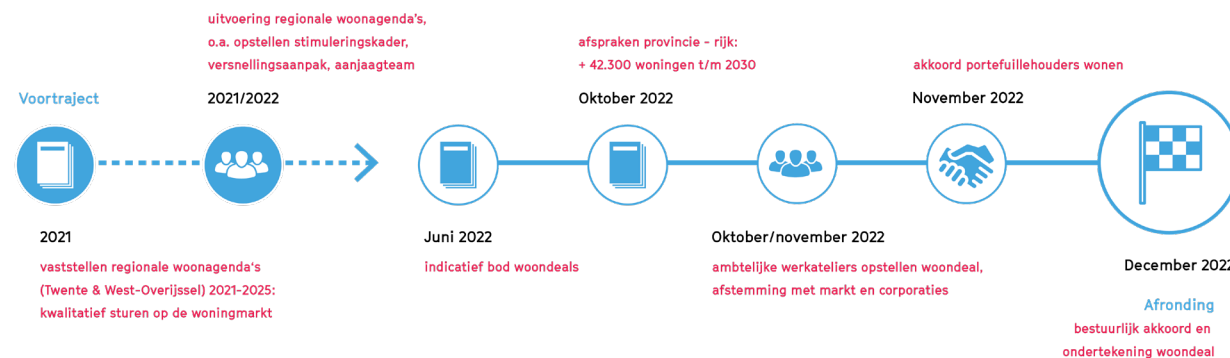 Voortraject
2021
vaststellen regionale woonagenda‘s
(Twente & West-Overijssel) 2021-2025:
kwalitatief sturen op de woningmarkt
uitvoering regionale woonagenda’s,
o.a. opstellen stimuleringskader,
versnellingsaanpak, aanjaagteam
2021/2022
Juni 2022
indicatief bod woondeals
afspraken provincie - rijk:
+ 42.300 woningen t/m 2030
Oktober 2022
Oktober/november 2022
ambtelijke werkateliers opstellen woondeal,
afstemming met markt en corporaties
akkoord portefuillehouders wonen
November 2022
December 2022
Afronding
bestuurlijk akkoord en
ondertekening woondeal